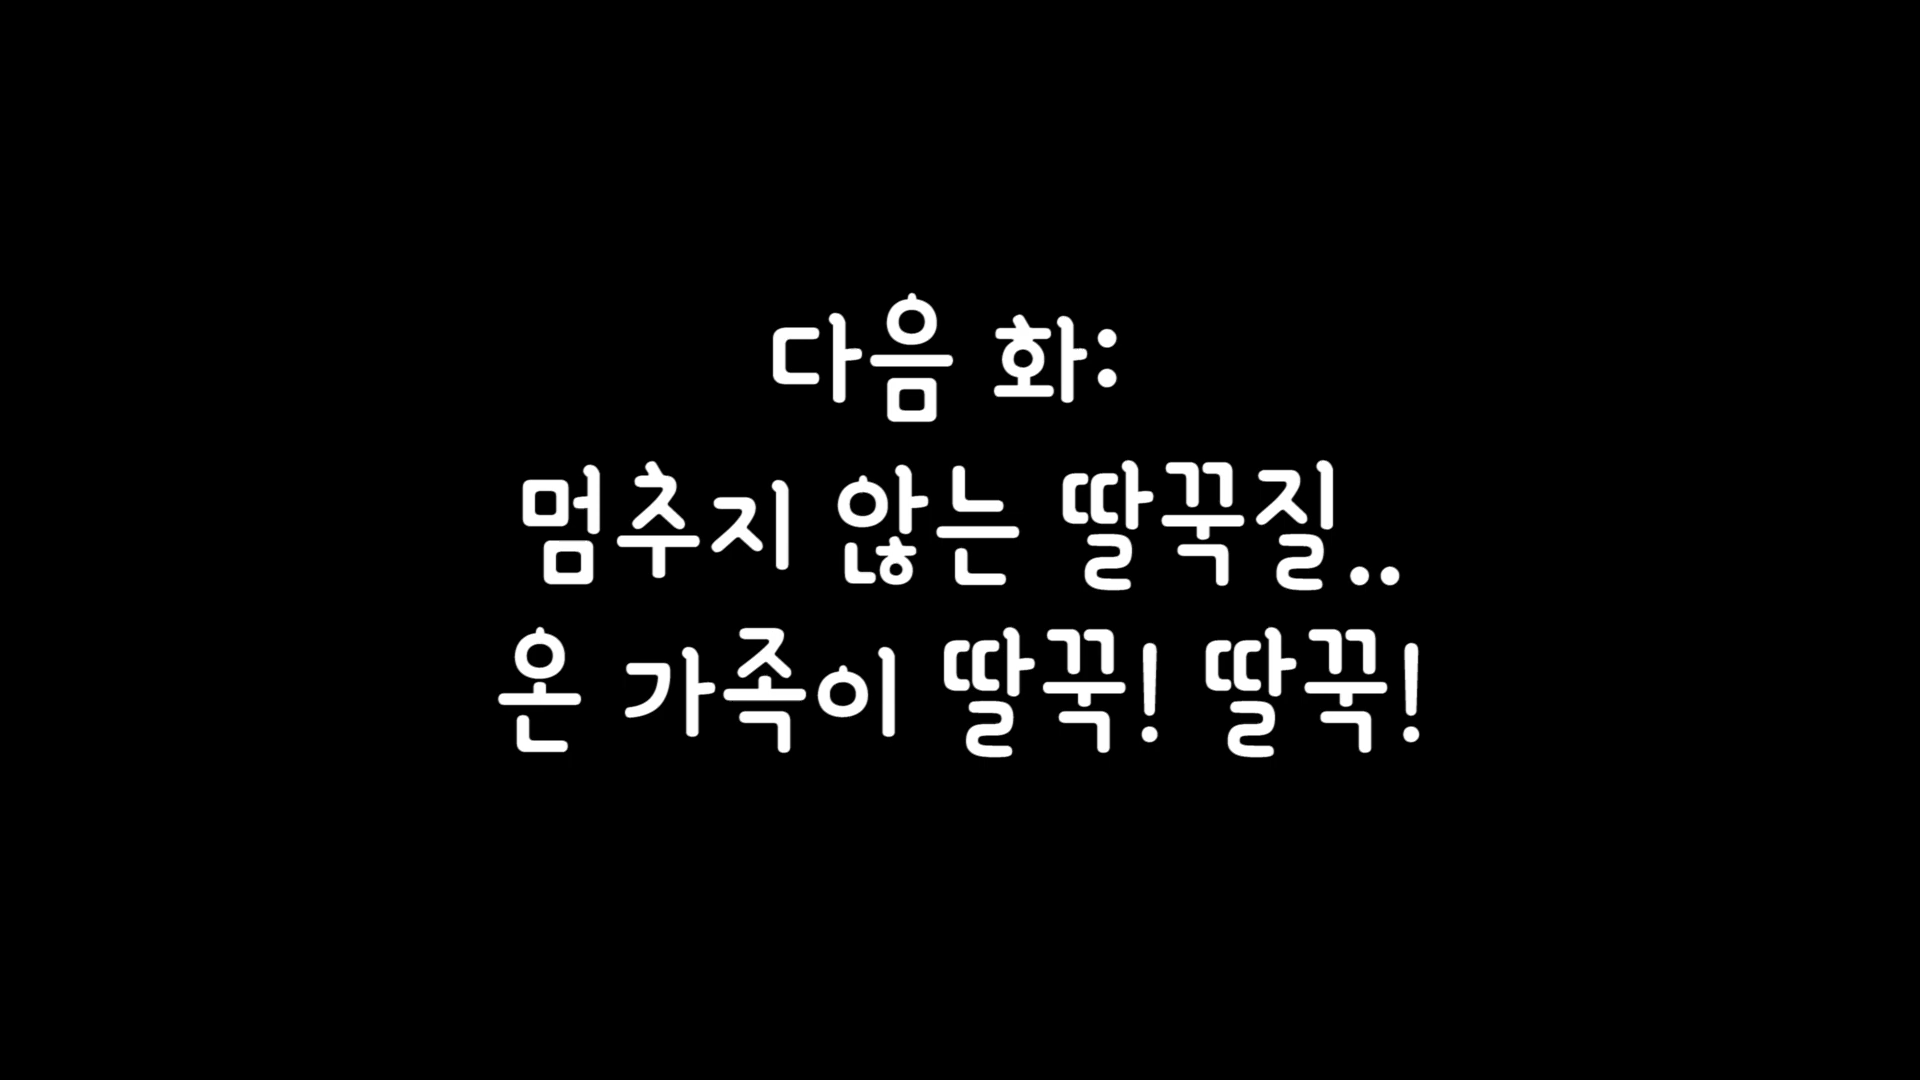 다음 화:
멈추지 않는 딸꾹질..
온 가족이 딸꾹! 딸꾹!